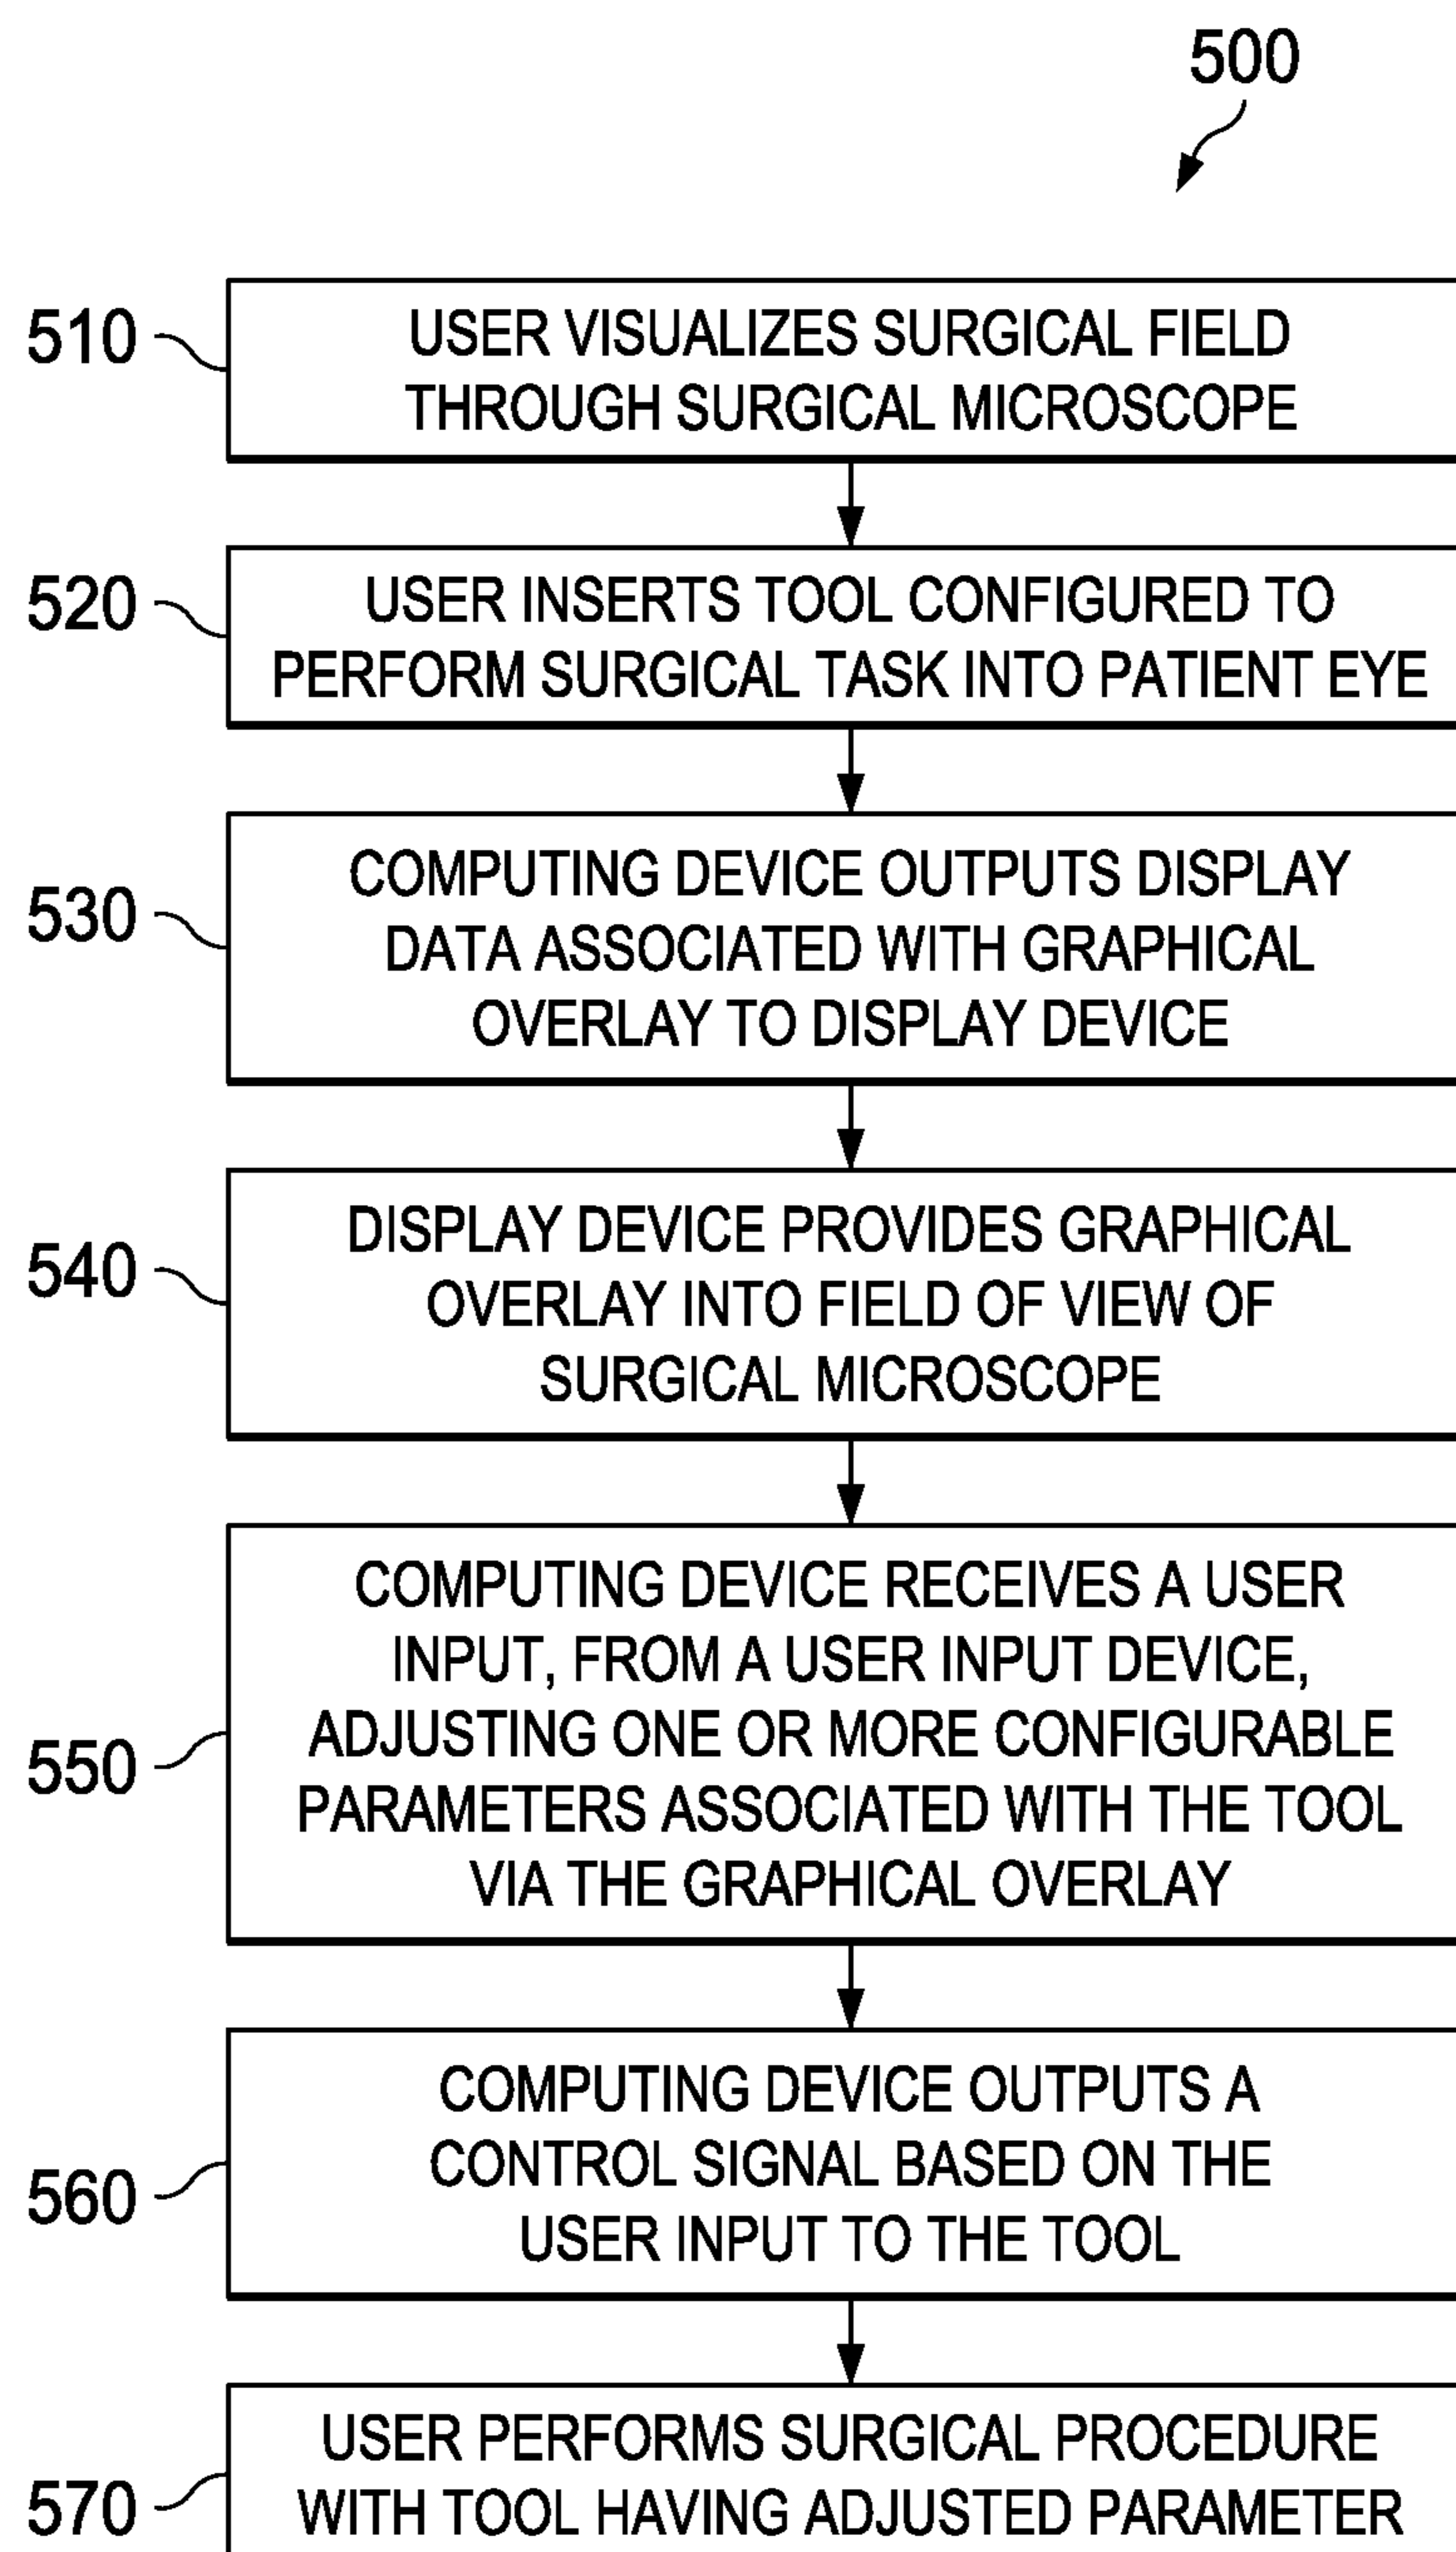 500
510
USER VISUALIZES SURGICAL FIELD
THROUGH SURGICAL MICROSCOPE
520
USER INSERTS TOOL CONFIGURED TO
PERFORM SURGICAL TASK INTO PATIENT EYE
530
COMPUTING DEVICE OUTPUTS DISPLAY
DATA ASSOCIATED WITH GRAPHICAL
OVERLAY TO DISPLAY DEVICE
540
DISPLAY DEVICE PROVIDES GRAPHICAL
OVERLAY INTO FIELD OF VIEW OF
SURGICAL MICROSCOPE
550
COMPUTING DEVICE RECEIVES A USER
INPUT, FROM A USER INPUT DEVICE,
ADJUSTING ONE OR MORE CONFIGURABLE
PARAMETERS ASSOCIATED WITH THE TOOL
VIA THE GRAPHICAL OVERLAY
560
COMPUTING DEVICE OUTPUTS A
CONTROL SIGNAL BASED ON THE
USER INPUT TO THE TOOL
570
USER PERFORMS SURGICAL PROCEDURE
WITH TOOL HAVING ADJUSTED PARAMETER